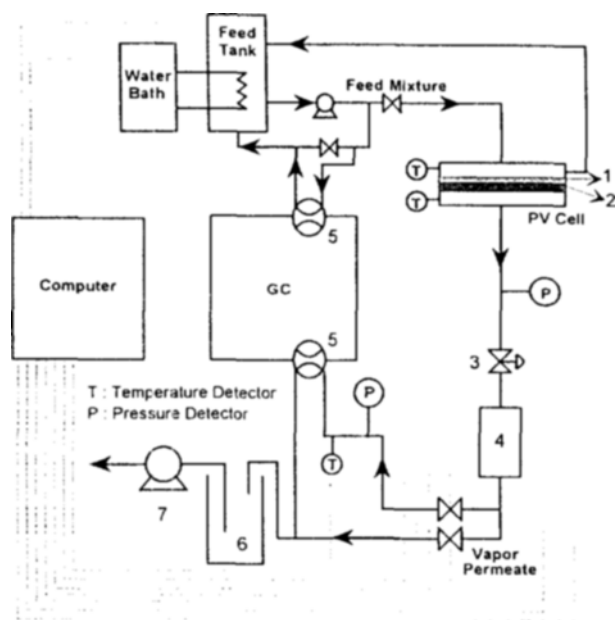 Feed
Tank
Water
Bath
Feed Mixture
T
1
T
2
PV Cell
5
Computer
GC
P
5
3
T : Temperature Detector
P : Pressure Detector
P
4
T
7
6
Vapor
Permeate